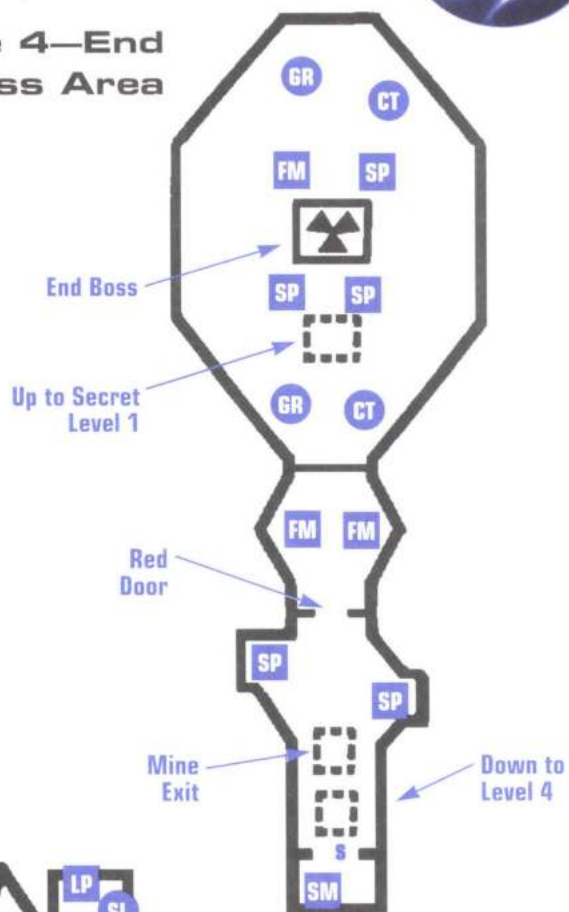 4—End
Boss Area
GR
CT
FM
SP
End Boss
SP
SP
Up to Secret
Level 1
GR
CT
FM
FM
Red
Door
SP
SP
Mine
Exit
Down to
Level 4
S
SM
LP